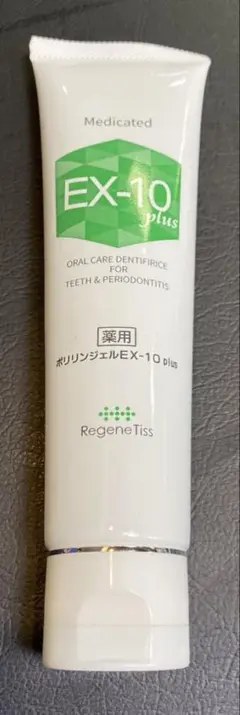 Medicated
EX-10
plus
ORAL CARE DENTIFIRICE
FOR
TEETH & PERIODONTITIS
薬用
ポリリンジェルEX-10 plus
RegeneTiss